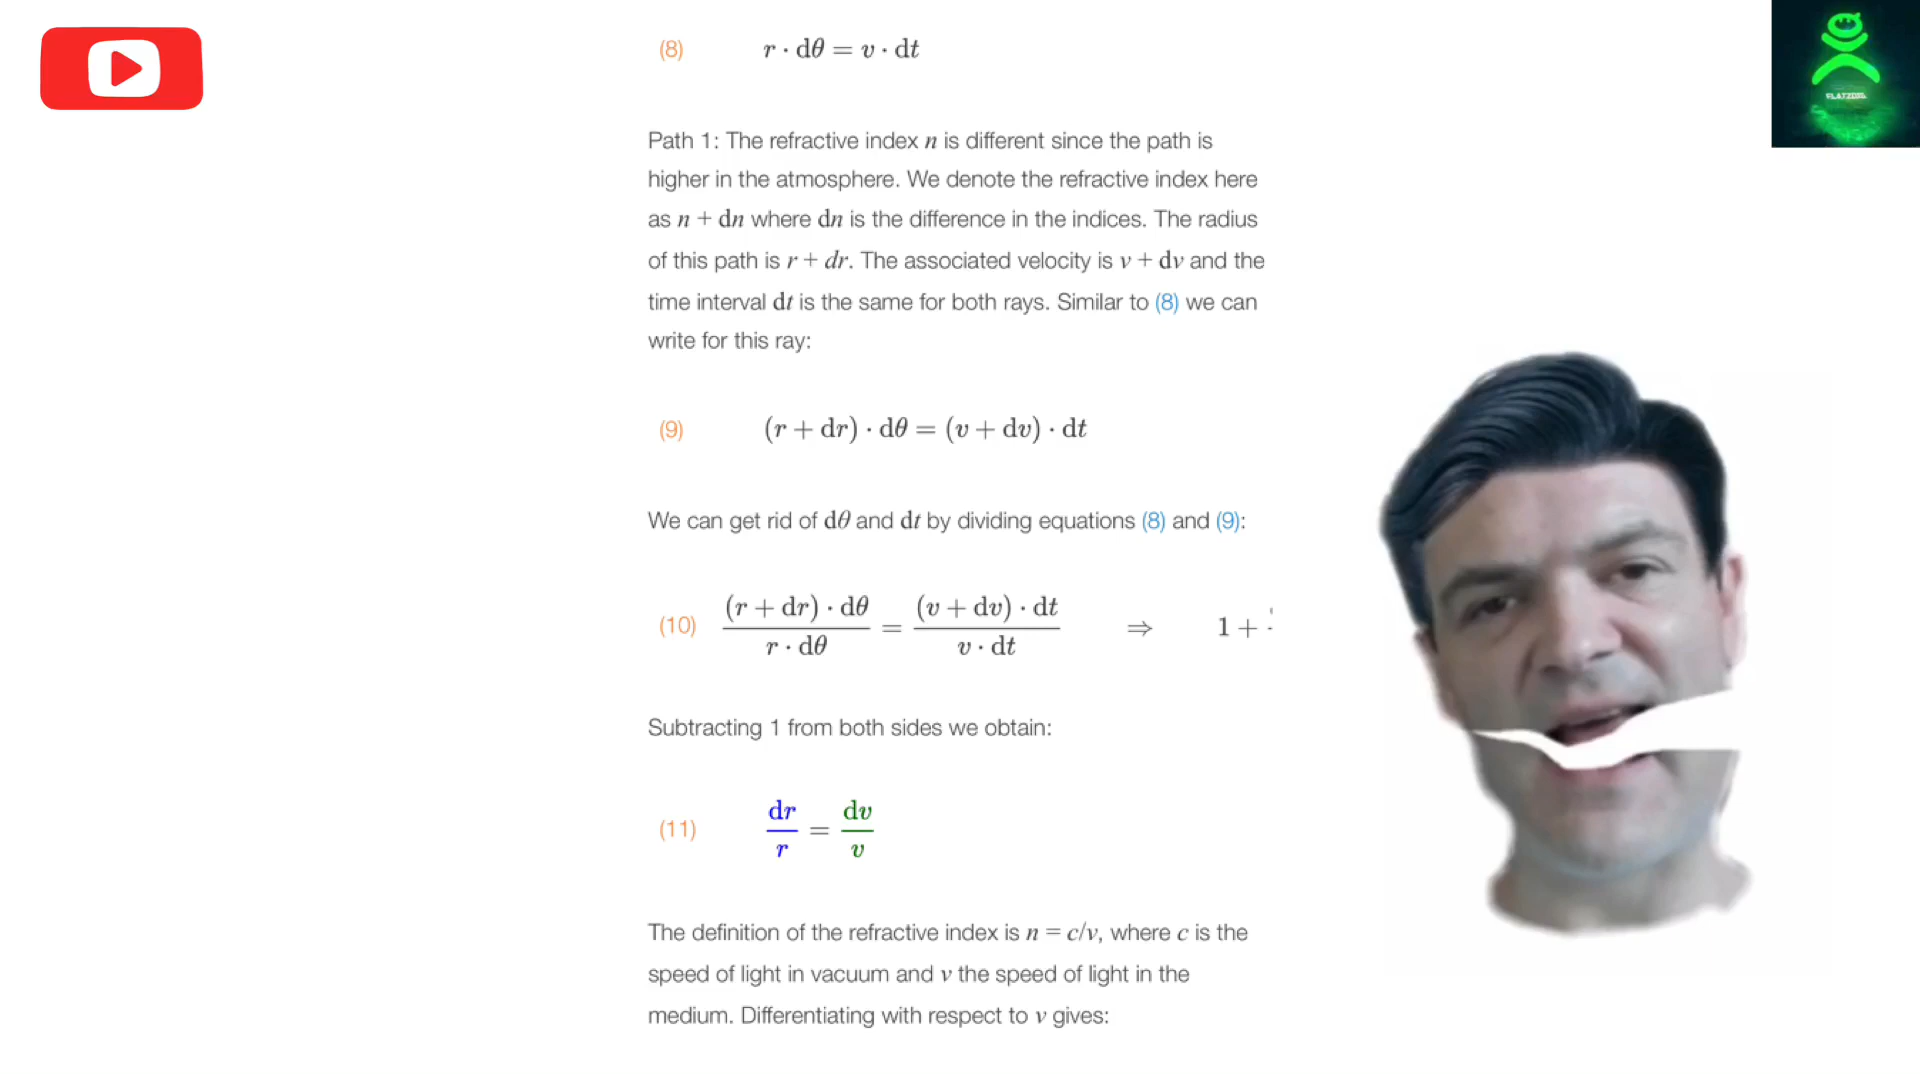 (8) r · dθ = v · dt
Path 1: The refractive index n is different since the path is
higher in the atmosphere. We denote the refractive index here
as n + dn where dn is the difference in the indices. The radius
of this path is r + dr. The associated velocity is v + dv and the
time interval dt is the same for both rays. Similar to (8) we can
write for this ray:
(9) (r + dr) · dθ = (v + dv) · dt
We can get rid of dθ and dt by dividing equations (8) and (9):
(10) (r + dr) · dθ / r · dθ = (v + dv) · dt / v · dt ⇒ 1 +
Subtracting 1 from both sides we obtain:
(11) dr / r = dv / v
The definition of the refractive index is n = c/v, where c is the
speed of light in vacuum and v the speed of light in the
medium. Differentiating with respect to v gives: